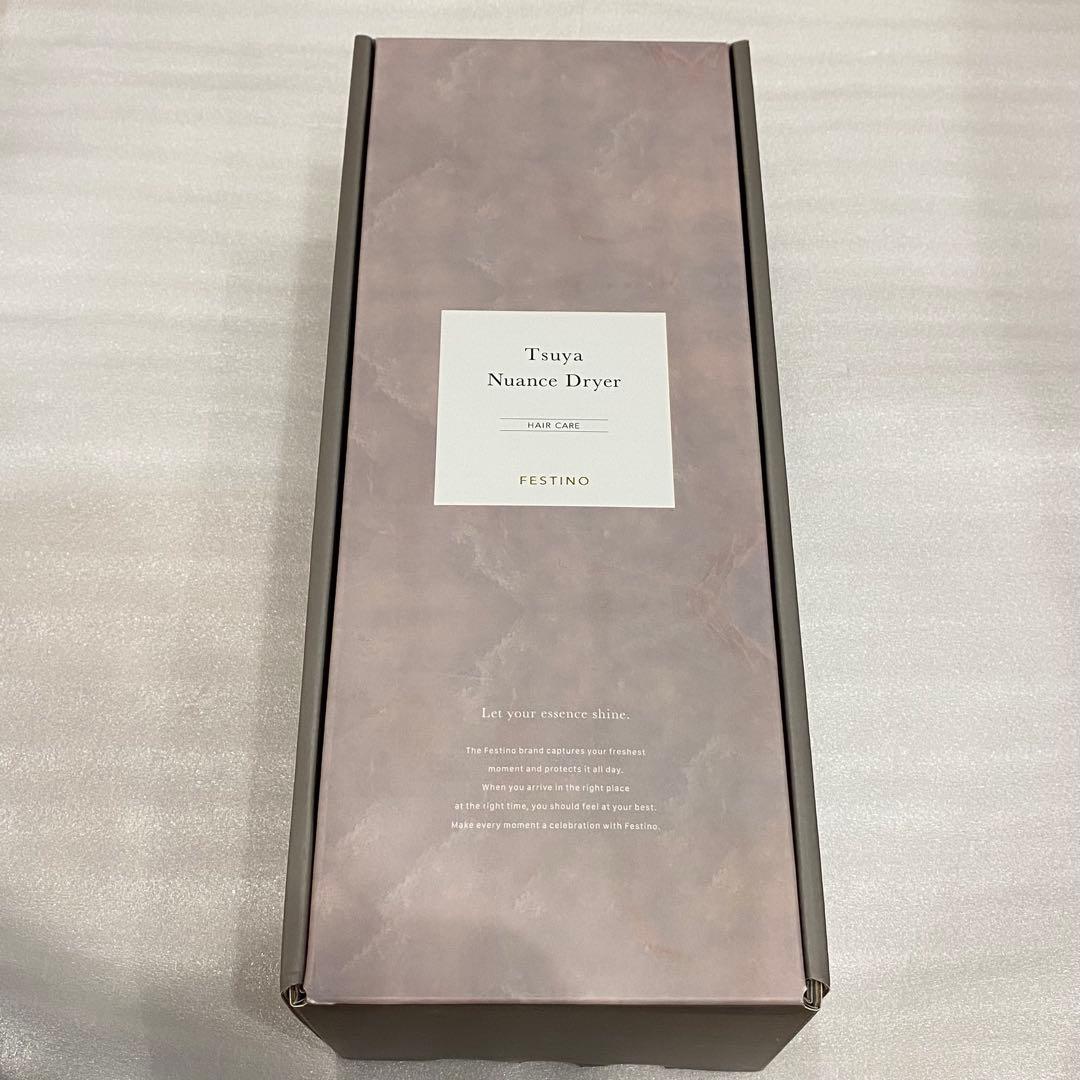 Tsuya
Nuance Dryer
HAIR CARE
FESTINO
Let your essence shine.
The Festino brand captures your freshest
moment and protects it all day.
When you arrive in the right place
at the right time, you should feel at your best.
Make every moment a celebration with Festino.